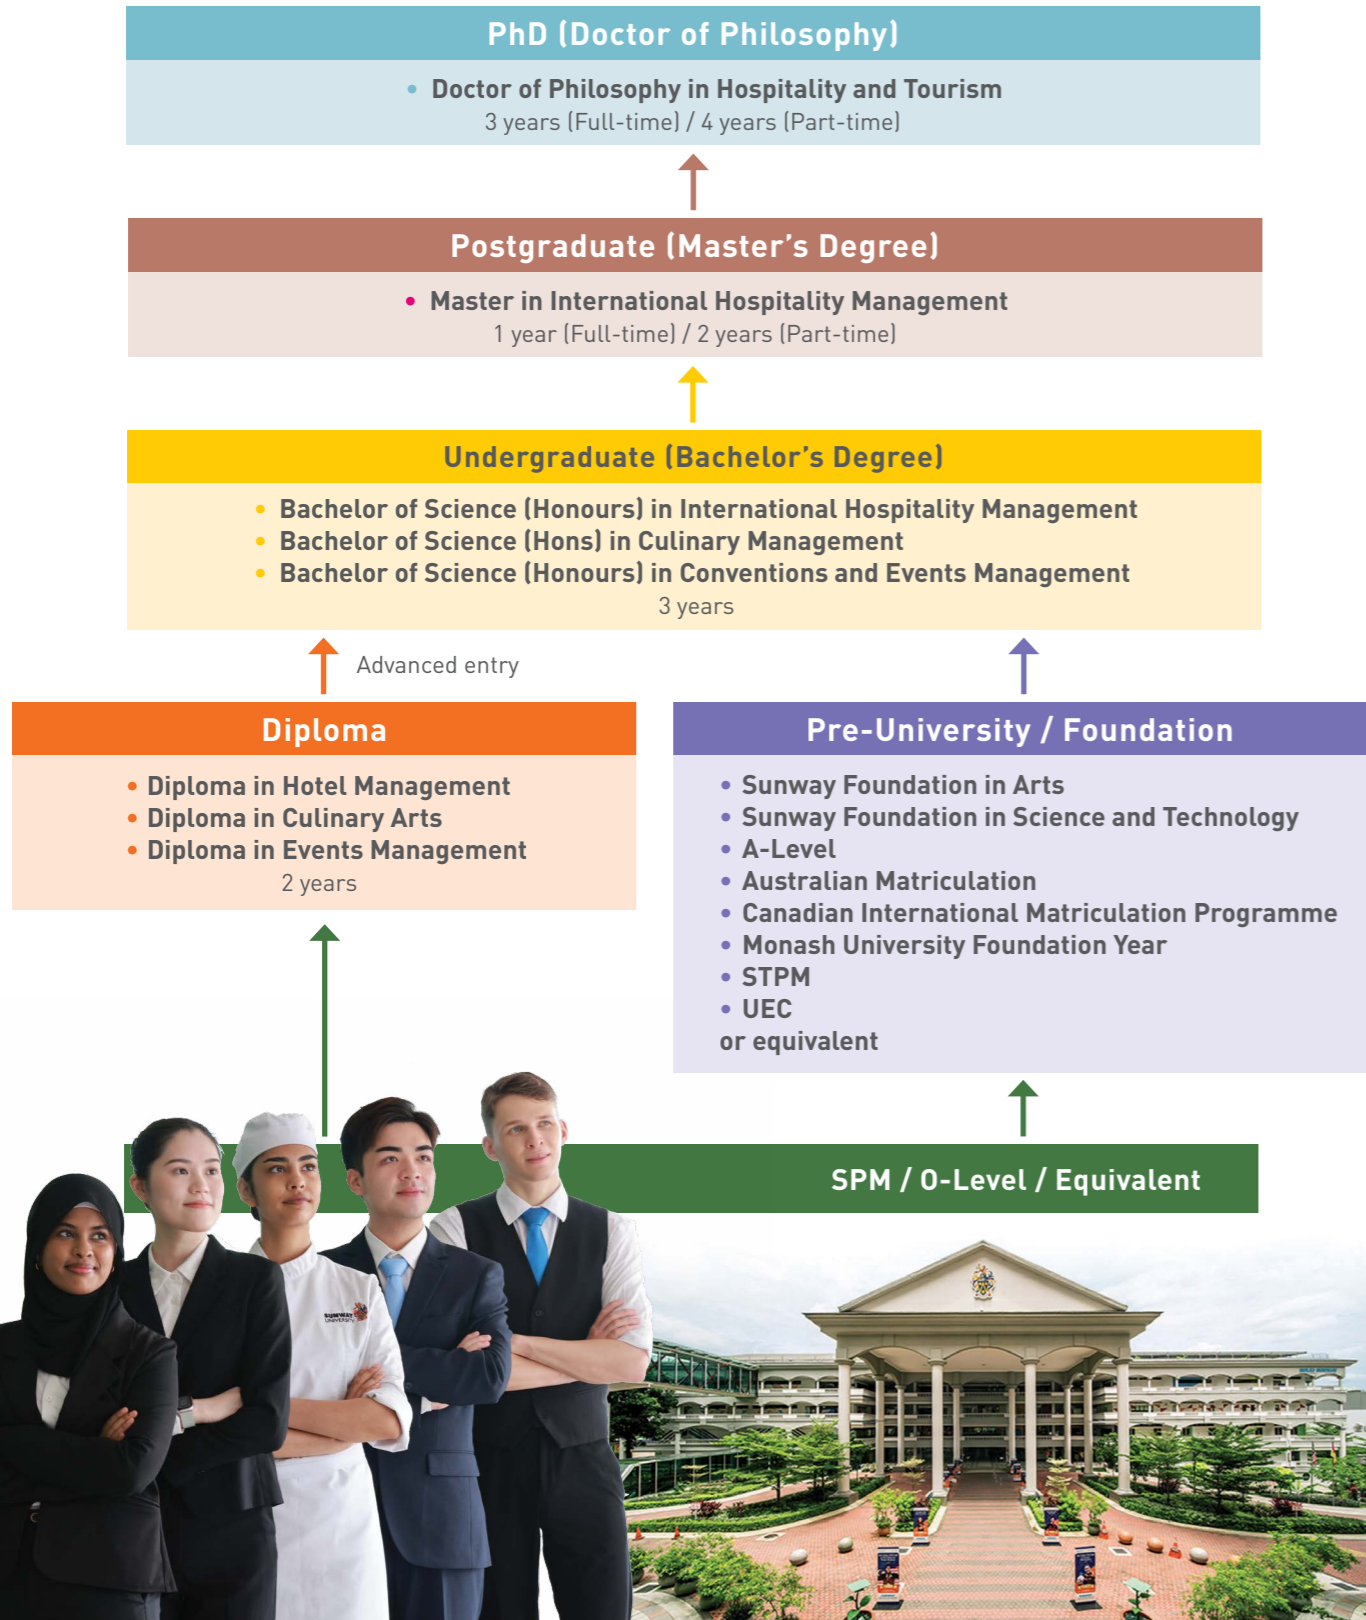 PhD (Doctor of Philosophy)
• Doctor of Philosophy in Hospitality and Tourism
3 years (Full-time) / 4 years (Part-time)
Postgraduate (Master’s Degree)
• Master in International Hospitality Management
1 year (Full-time) / 2 years (Part-time)
Undergraduate (Bachelor’s Degree)
• Bachelor of Science (Honours) in International Hospitality Management
• Bachelor of Science (Hons) in Culinary Management
• Bachelor of Science (Honours) in Conventions and Events Management
3 years
Advanced entry
Diploma
• Diploma in Hotel Management
• Diploma in Culinary Arts
• Diploma in Events Management
2 years
Pre-University / Foundation
• Sunway Foundation in Arts
• Sunway Foundation in Science and Technology
• A-Level
• Australian Matriculation
• Canadian International Matriculation Programme
• Monash University Foundation Year
• STPM
• UEC
or equivalent
SPM / O-Level / Equivalent
SUNWAY
UNIVERSITY